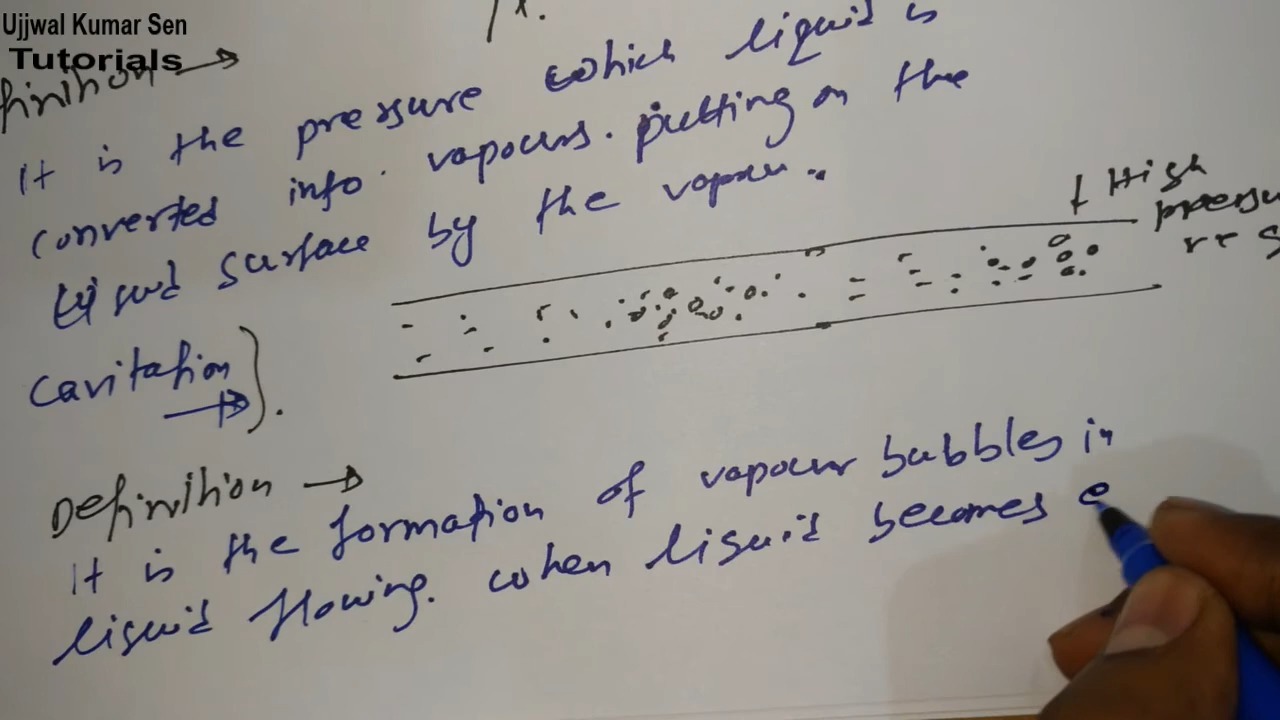 Ujjwal Kumar Sen
Tutorials
finition →
It is the pressure which liquid is
converted into vapours. putting on the
liquid surface by the vapour.
High
pressu
re
Cavitation
Definition →
It is the formation of vapour bubbles in
liquid flowing. when liquid becomes e